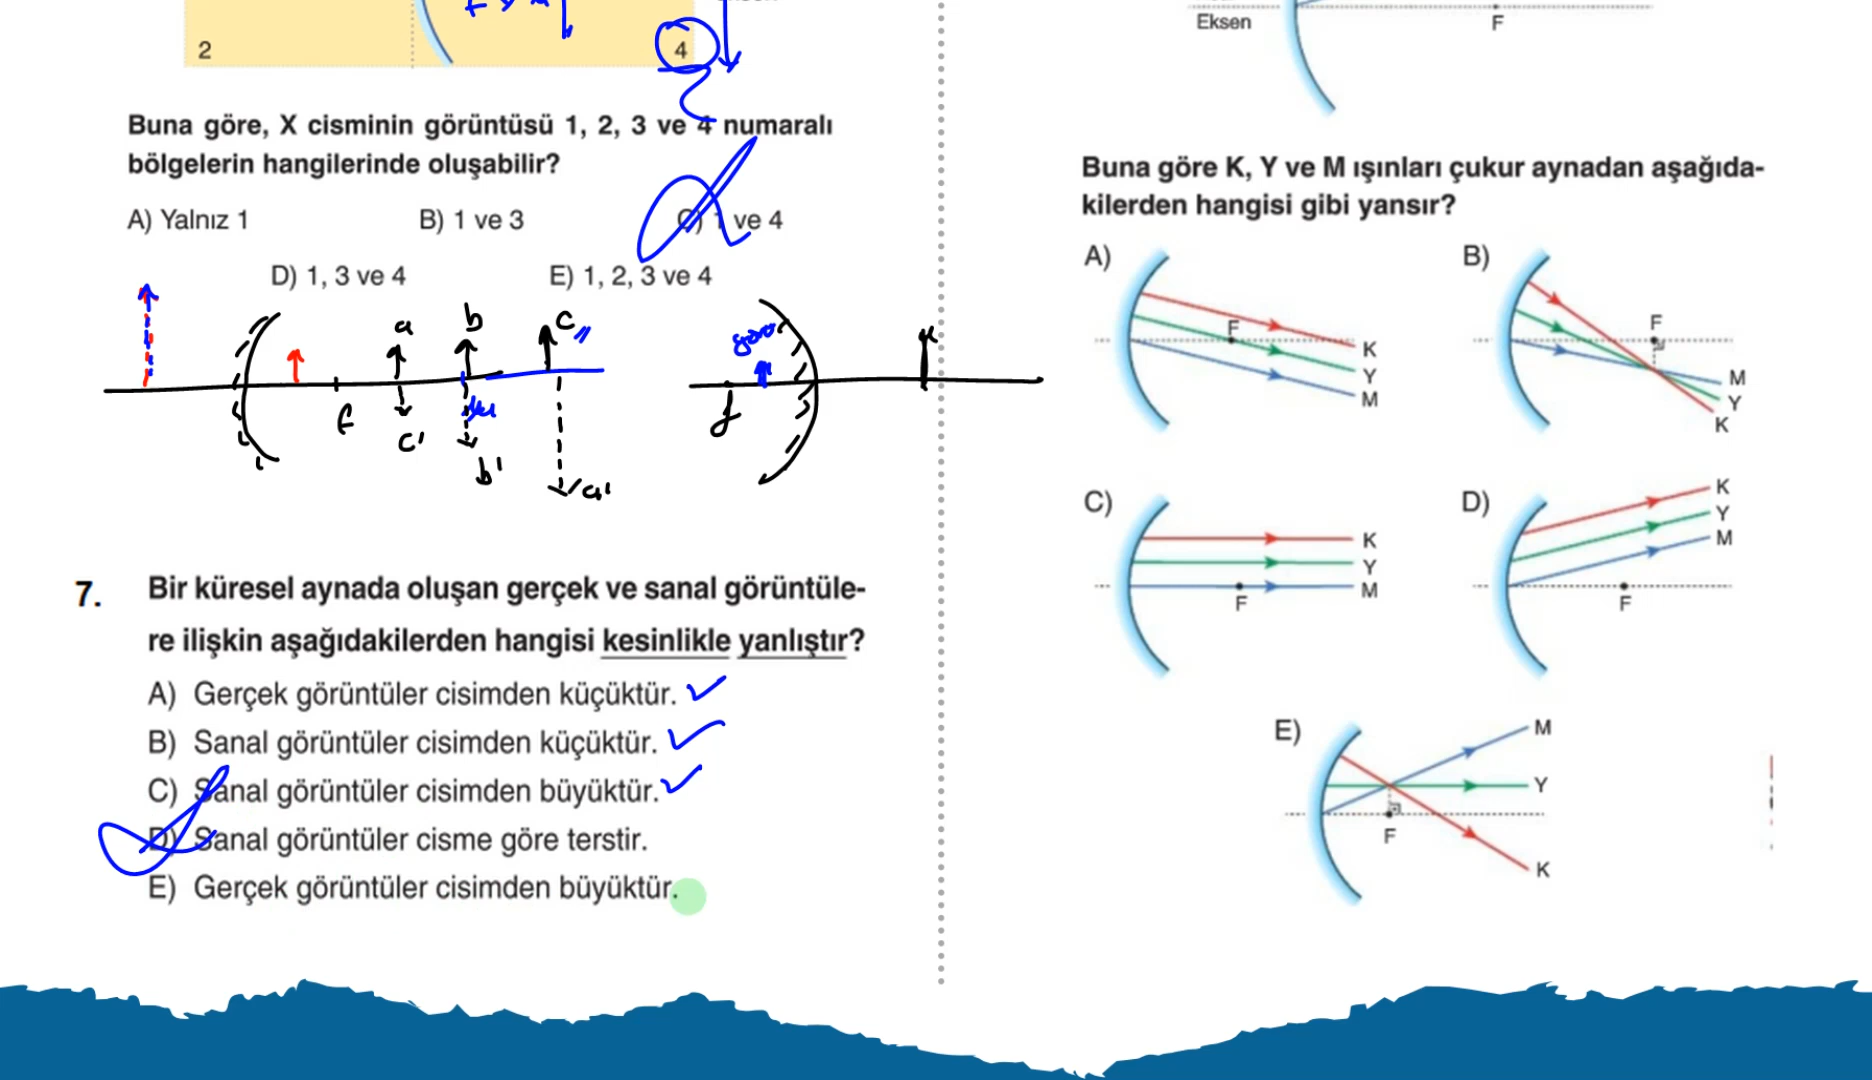 2
4
Buna göre, X cisminin görüntüsü 1, 2, 3 ve 4 numaralı
bölgelerin hangilerinde oluşabilir?
A) Yalnız 1
B) 1 ve 3
C) 1 ve 4
D) 1, 3 ve 4
E) 1, 2, 3 ve 4
a
b
c
f
c'
b'
a'
f
7. Bir küresel aynada oluşan gerçek ve sanal görüntüle-
re ilişkin aşağıdakilerden hangisi kesinlikle yanlıştır?
A) Gerçek görüntüler cisimden küçüktür.
B) Sanal görüntüler cisimden küçüktür.
C) Sanal görüntüler cisimden büyüktür.
D) Sanal görüntüler cisme göre terstir.
E) Gerçek görüntüler cisimden büyüktür.
Eksen
F
Buna göre K, Y ve M ışınları çukur aynadan aşağıda-
kilerden hangisi gibi yansır?
A)
F
K
Y
M
B)
F
M
Y
K
C)
F
K
Y
M
D)
F
K
Y
M
E)
F
M
Y
K